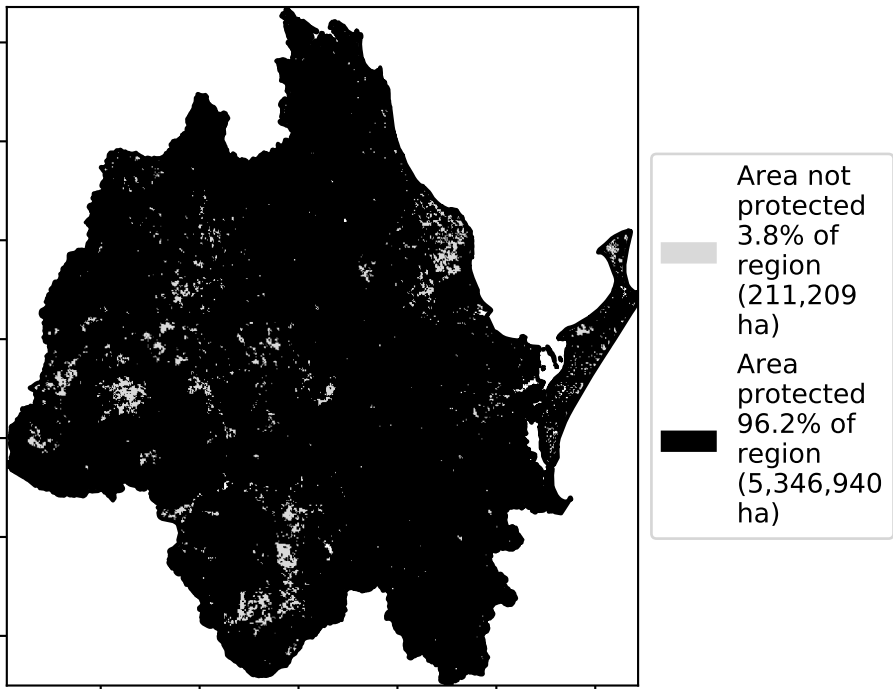 Area not
protected
3.8% of
region
(211,209
ha)
Area
protected
96.2% of
region
(5,346,940
ha)